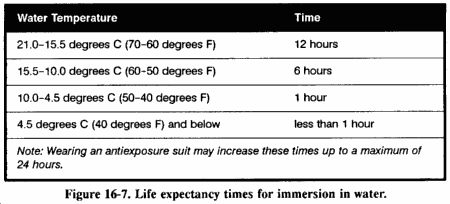 Water Temperature Time
21.0–15.5 degrees C (70–60 degrees F) 12 hours
15.5–10.0 degrees C (60–50 degrees F) 6 hours
10.0–4.5 degrees C (50–40 degrees F) 1 hour
4.5 degrees C (40 degrees F) and below less than 1 hour
Note: Wearing an antiexposure suit may increase these times up to a maximum of
24 hours.
Figure 16-7. Life expectancy times for immersion in water.